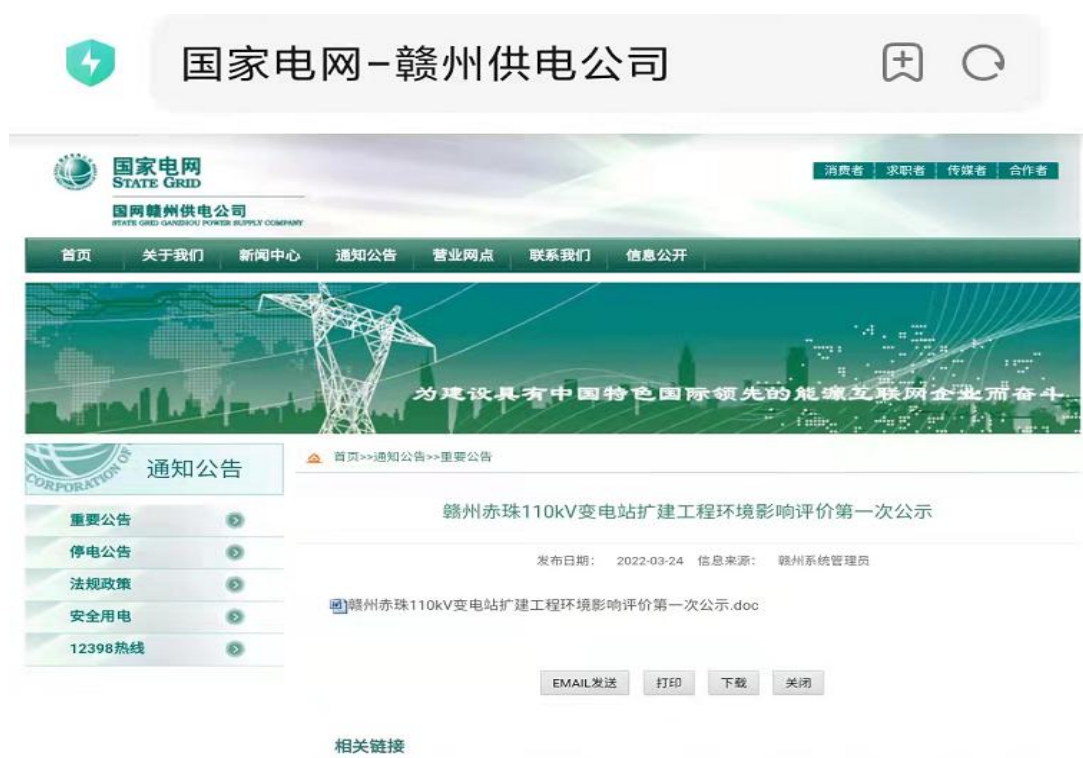 国家电网-赣州供电公司
国家电网
STATE GRID
国网赣州供电公司
STATE GRID GANZHOU POWER SUPPLY COMPANY
消费者 求职者 传媒者 合作者
首页 关于我们 新闻中心 通知公告 营业网点 联系我们 信息公开
为建设具有中国特色国际领先的能源互联网企业而奋斗
CORPORATION OF
通知公告
首页>>通知公告>>重要公告
重要公告
停电公告
法规政策
安全用电
12398热线
赣州赤珠110kV变电站扩建工程环境影响评价第一次公示
发布日期： 2022-03-24 信息来源： 赣州系统管理员
赣州赤珠110kV变电站扩建工程环境影响评价第一次公示.doc
EMAIL发送 打印 下载 关闭
相关链接